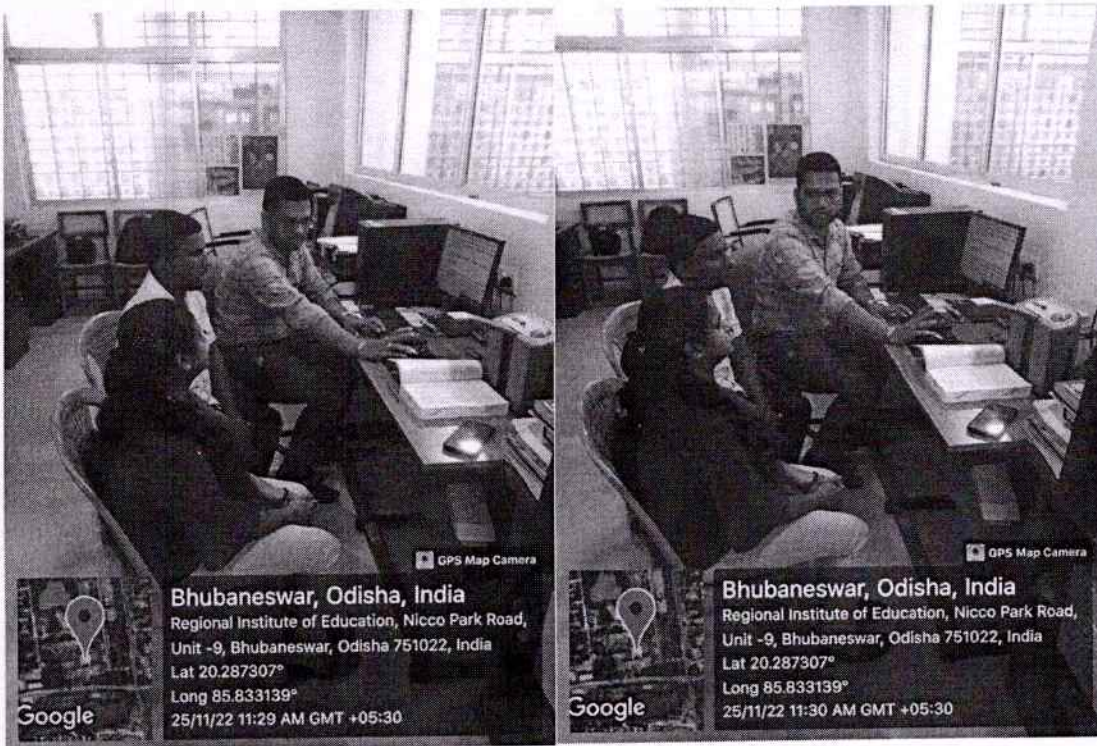 GPS Map Camera
Bhubaneswar, Odisha, India
Regional Institute of Education, Nicco Park Road,
Unit -9, Bhubaneswar, Odisha 751022, India
Lat 20.287307°
Long 85.833139°
25/11/22 11:29 AM GMT +05:30
Google
GPS Map Camera
Bhubaneswar, Odisha, India
Regional Institute of Education, Nicco Park Road,
Unit -9, Bhubaneswar, Odisha 751022, India
Lat 20.287307°
Long 85.833139°
25/11/22 11:30 AM GMT +05:30
Google